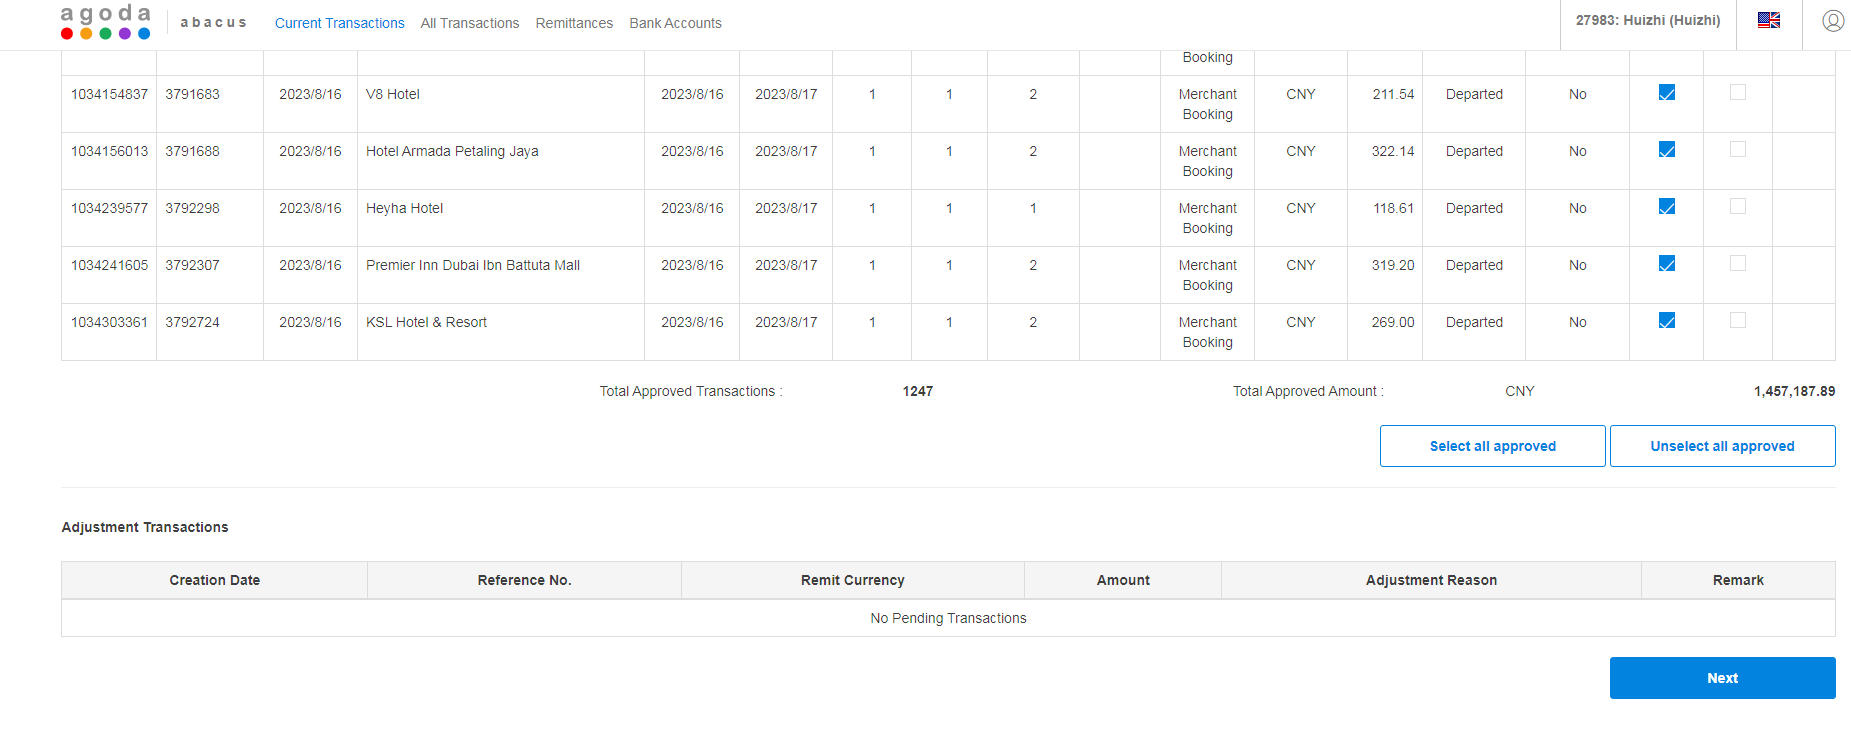 agoda abacus Current Transactions All Transactions Remittances Bank Accounts 27983: Huizhi (Huizhi)
Booking
1034154837 3791683 2023/8/16 V8 Hotel 2023/8/16 2023/8/17 1 1 2 Merchant Booking CNY 211.54 Departed No
1034156013 3791688 2023/8/16 Hotel Armada Petaling Jaya 2023/8/16 2023/8/17 1 1 2 Merchant Booking CNY 322.14 Departed No
1034239577 3792298 2023/8/16 Heyha Hotel 2023/8/16 2023/8/17 1 1 1 Merchant Booking CNY 118.61 Departed No
1034241605 3792307 2023/8/16 Premier Inn Dubai Ibn Battuta Mall 2023/8/16 2023/8/17 1 1 2 Merchant Booking CNY 319.20 Departed No
1034303361 3792724 2023/8/16 KSL Hotel & Resort 2023/8/16 2023/8/17 1 1 2 Merchant Booking CNY 269.00 Departed No
Total Approved Transactions : 1247 Total Approved Amount : CNY 1,457,187.89
Select all approved Unselect all approved
Adjustment Transactions
Creation Date Reference No. Remit Currency Amount Adjustment Reason Remark
No Pending Transactions
Next